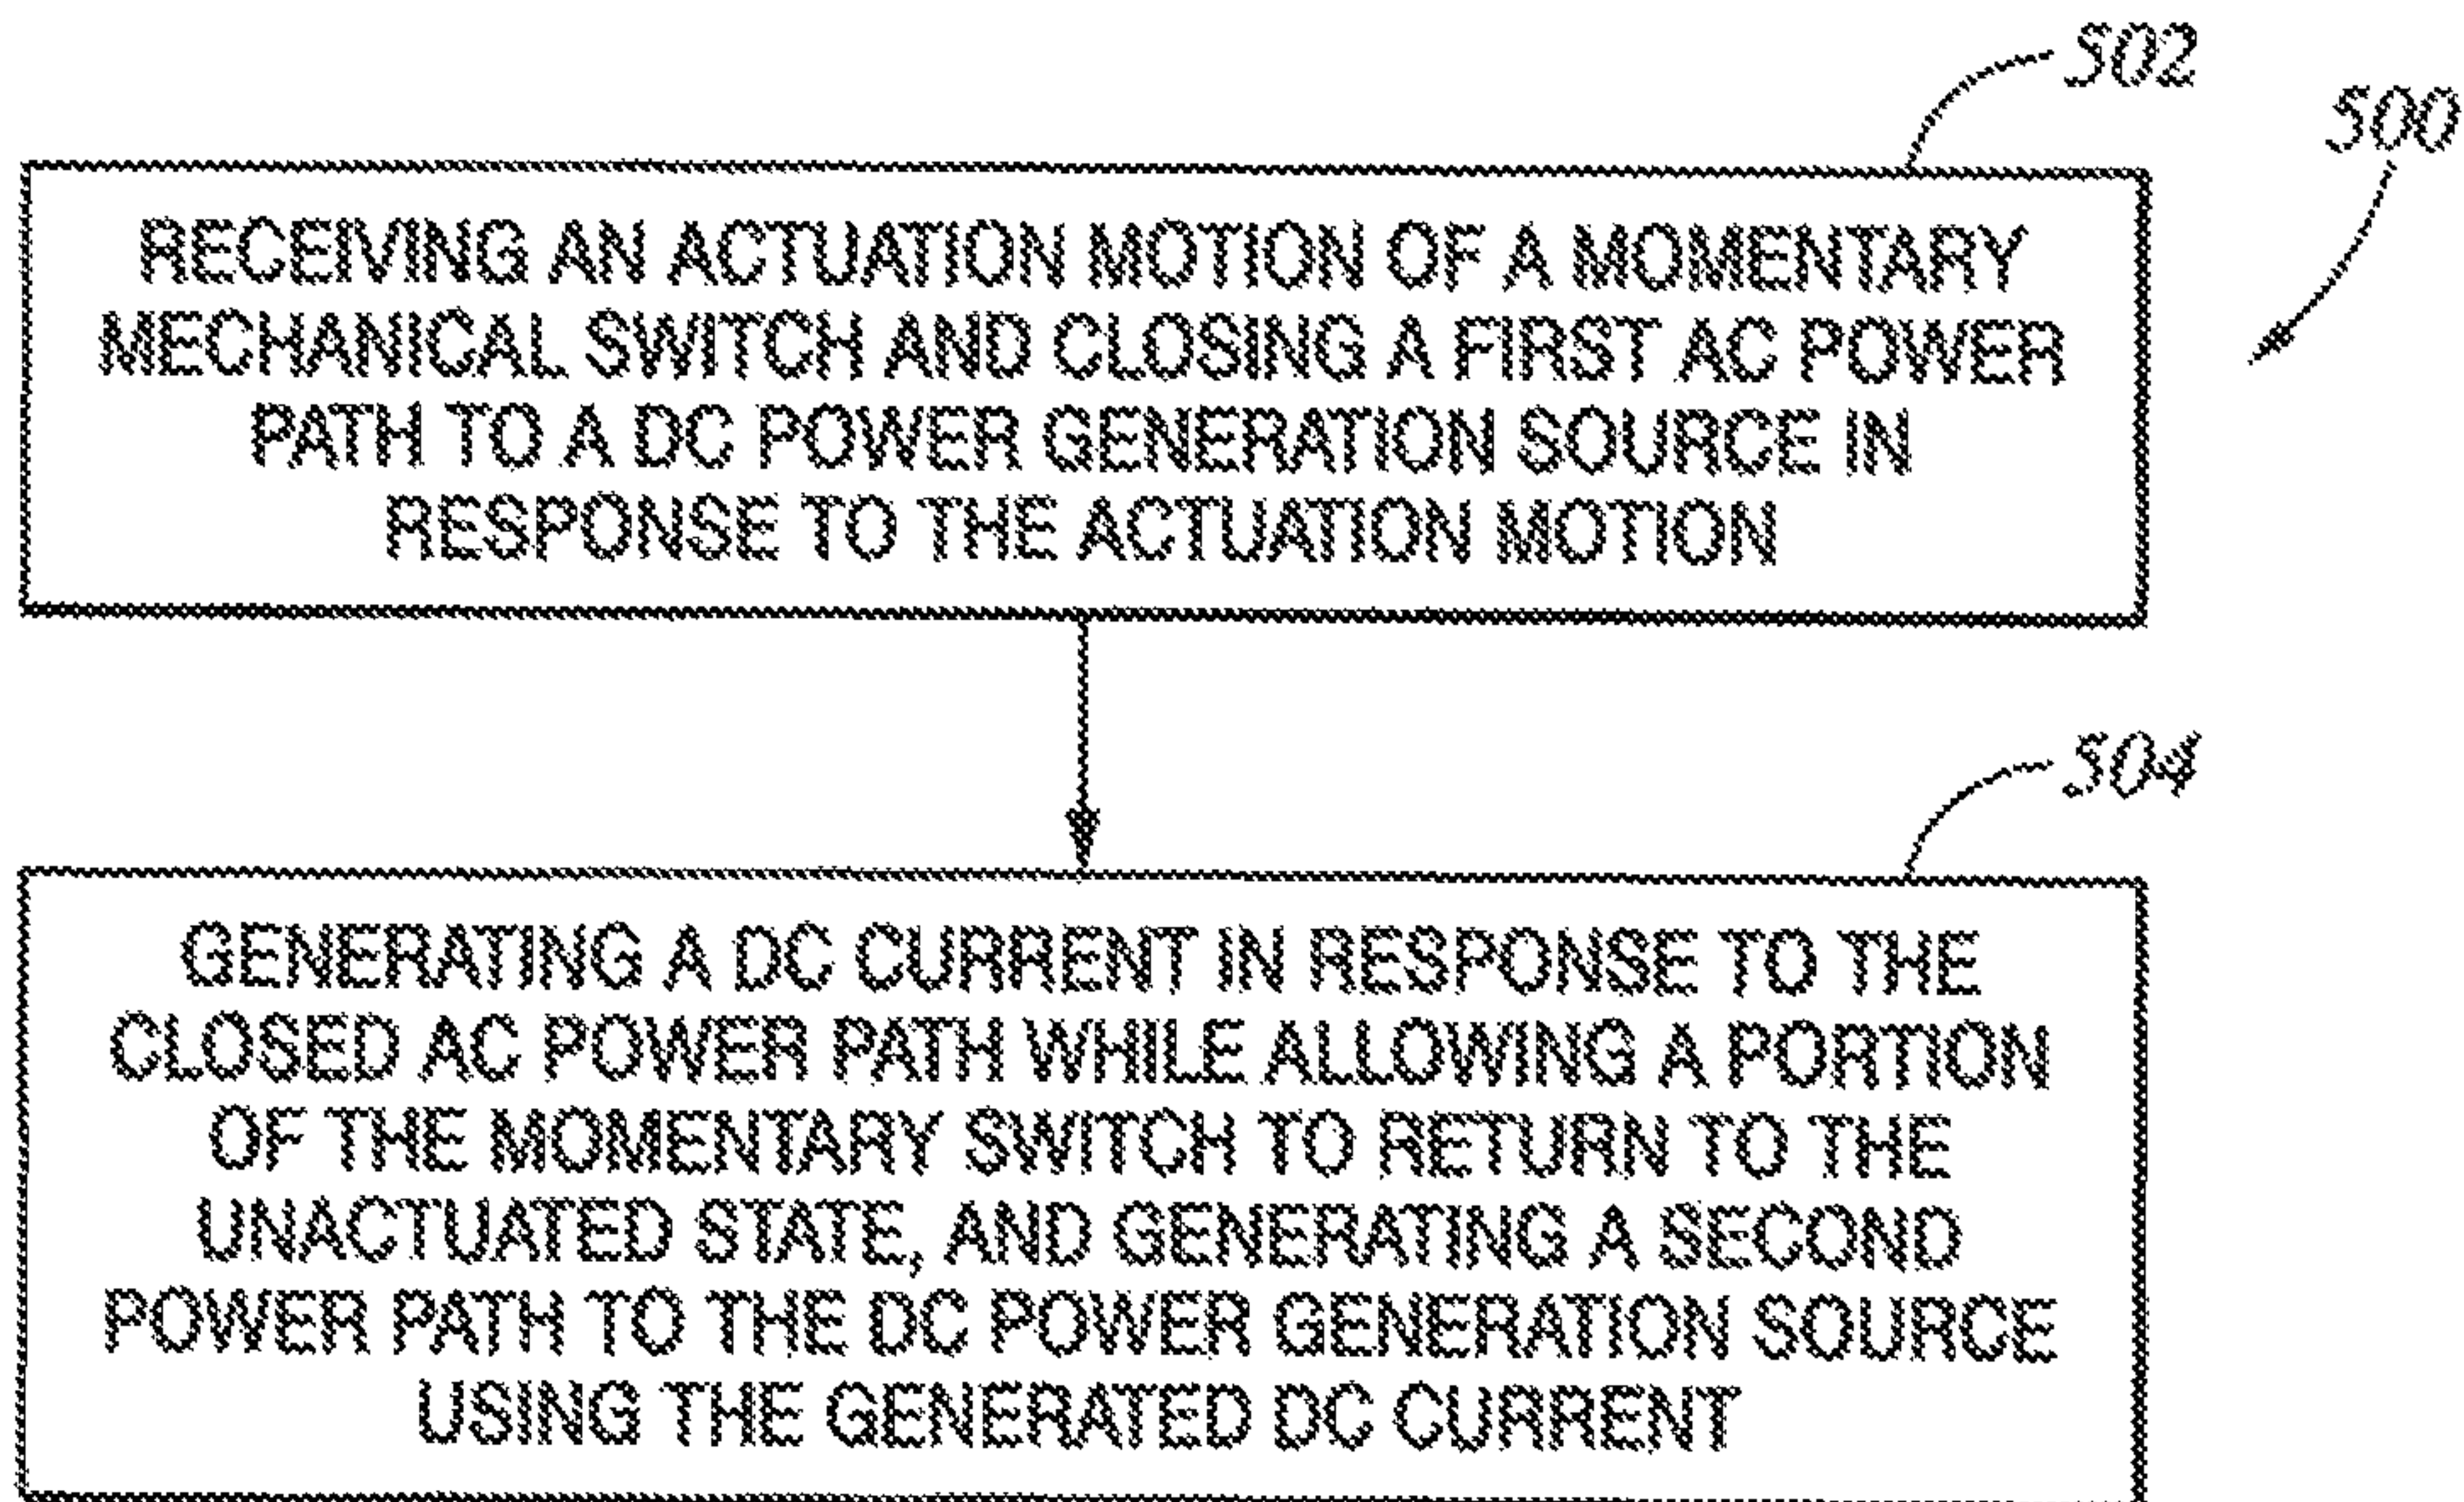 502
500
RECEIVING AN ACTUATION MOTION OF A MOMENTARY
MECHANICAL SWITCH AND CLOSING A FIRST AC POWER
PATH TO A DC POWER GENERATION SOURCE IN
RESPONSE TO THE ACTUATION MOTION
504
GENERATING A DC CURRENT IN RESPONSE TO THE
CLOSED AC POWER PATH WHILE ALLOWING A PORTION
OF THE MOMENTARY SWITCH TO RETURN TO THE
UNACTUATED STATE, AND GENERATING A SECOND
POWER PATH TO THE DC POWER GENERATION SOURCE
USING THE GENERATED DC CURRENT